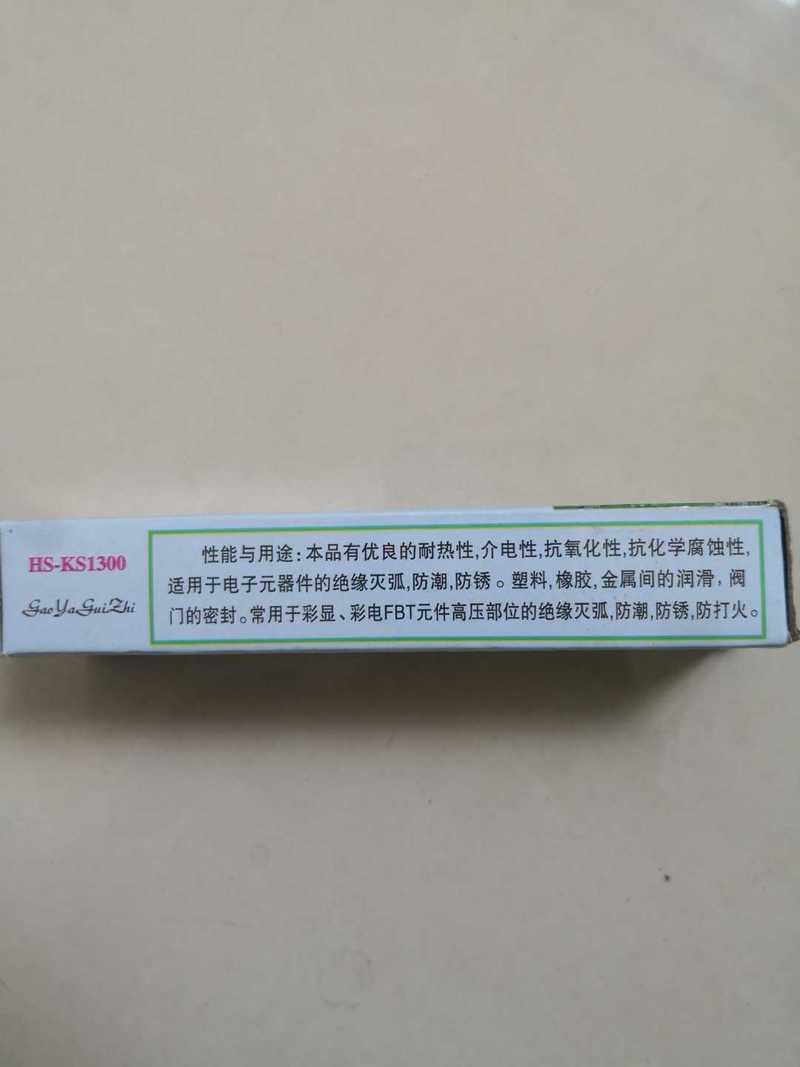 HS-KS1300
GaoYaGuiZhi
性能与用途:本品有优良的耐热性,介电性,抗氧化性,抗化学腐蚀性,
适用于电子元器件的绝缘灭弧,防潮,防锈。塑料,橡胶,金属间的润滑,阀
门的密封。常用于彩显、彩电FBT元件高压部位的绝缘灭弧,防潮,防锈,防打火。